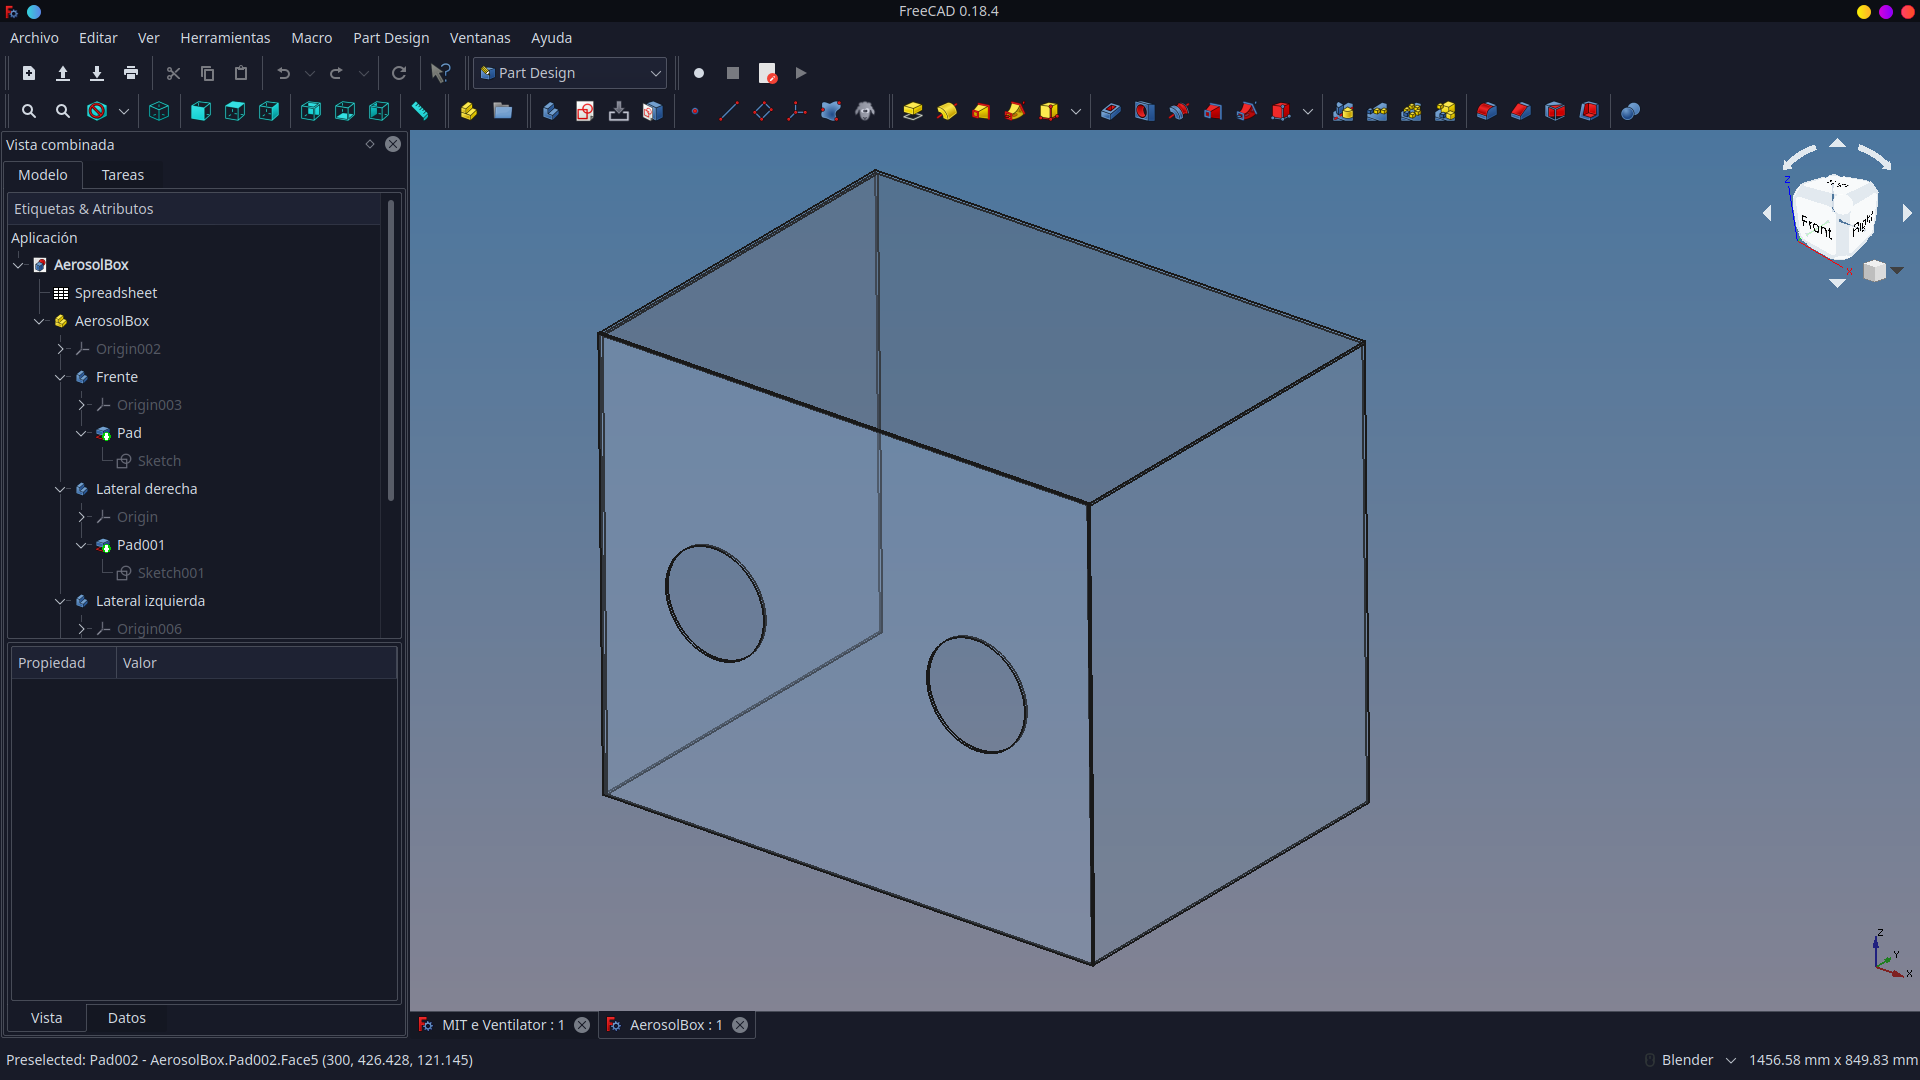 FreeCAD 0.18.4
Archivo Editar Ver Herramientas Macro Part Design Ventanas Ayuda
Part Design
Vista combinada
Modelo Tareas
Etiquetas & Atributos
Aplicación
AerosolBox
Spreadsheet
AerosolBox
Origin002
Frente
Origin003
Pad
Sketch
Lateral derecha
Origin
Pad001
Sketch001
Lateral izquierda
Origin006
Propiedad Valor
Vista Datos
Z
Front
Right
X
Z
Y
X
MIT e Ventilator : 1 AerosolBox : 1
Preselected: Pad002 - AerosolBox.Pad002.Face5 (300, 426.428, 121.145)
Blender 1456.58 mm x 849.83 mm